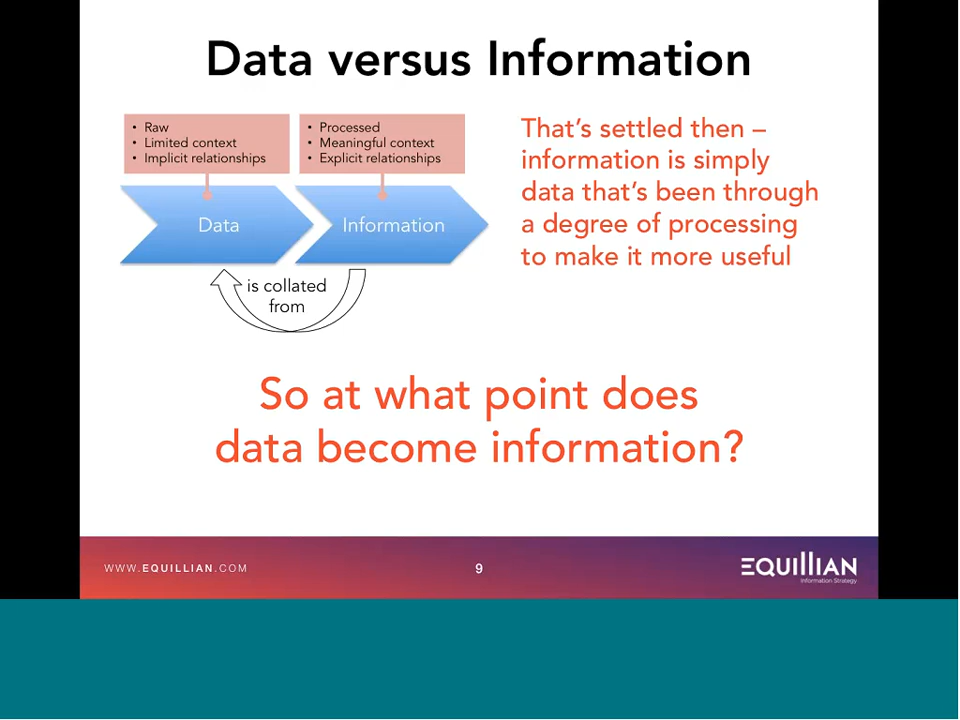 Data versus Information
• Raw
• Limited context
• Implicit relationships
• Processed
• Meaningful context
• Explicit relationships
Data
Information
is collated
from
That's settled then –
information is simply
data that's been through
a degree of processing
to make it more useful
So at what point does
data become information?
WWW.EQUILLIAN.COM
9
EQUILLIAN
Information Strategy